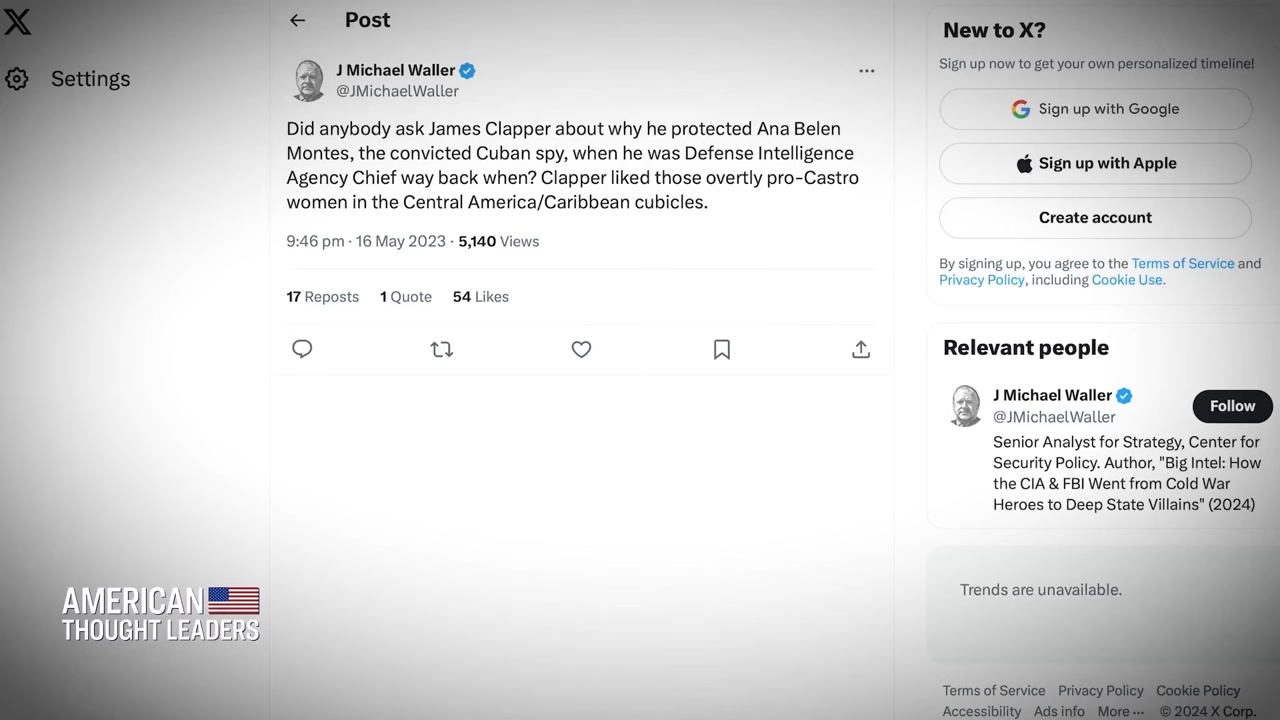 X
Settings
← Post
J Michael Waller
@JMichaelWaller
Did anybody ask James Clapper about why he protected Ana Belen
Montes, the convicted Cuban spy, when he was Defense Intelligence
Agency Chief way back when? Clapper liked those overtly pro-Castro
women in the Central America/Caribbean cubicles.
9:46 pm · 16 May 2023 · 5,140 Views
17 Reposts 1 Quote 54 Likes
New to X?
Sign up now to get your own personalized timeline!
Sign up with Google
Sign up with Apple
Create account
By signing up, you agree to the Terms of Service and
Privacy Policy, including Cookie Use.
Relevant people
J Michael Waller
@JMichaelWaller
Follow
Senior Analyst for Strategy, Center for
Security Policy. Author, "Big Intel: How
the CIA & FBI Went from Cold War
Heroes to Deep State Villains" (2024)
Trends are unavailable.
Terms of Service Privacy Policy Cookie Policy
Accessibility Ads info More ··· © 2024 X Corp.
AMERICAN
THOUGHT LEADERS